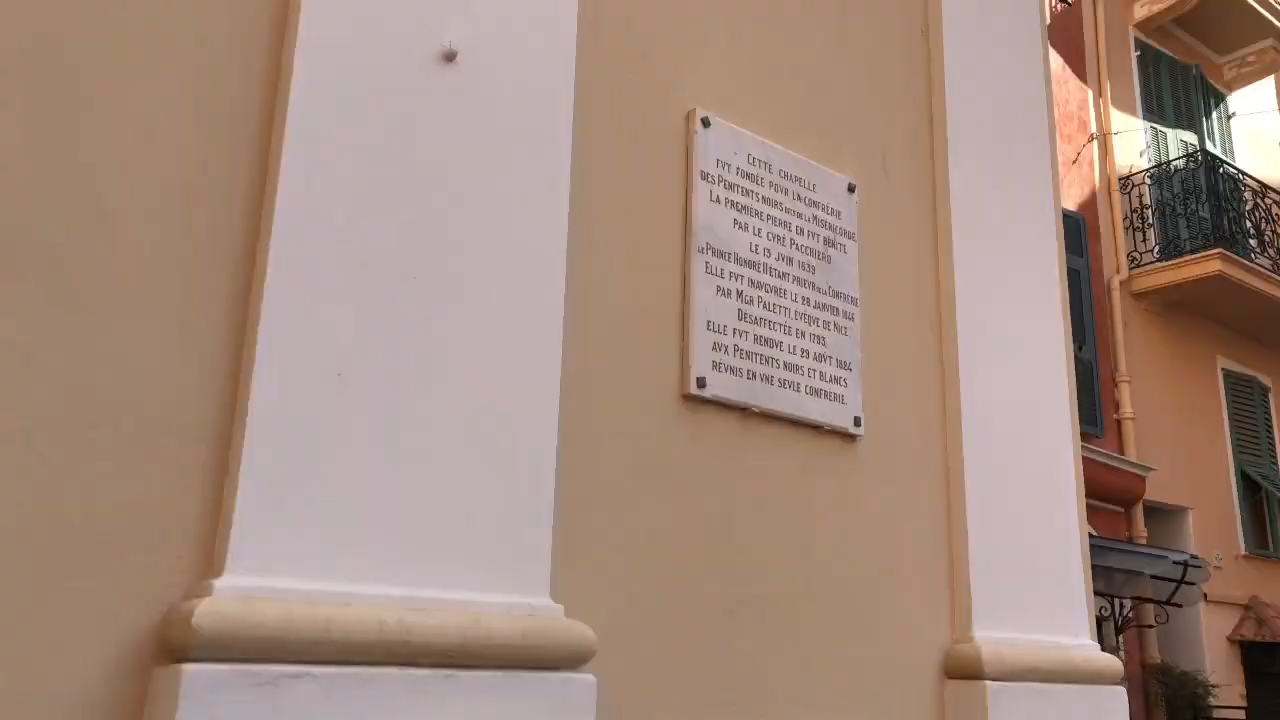 CETTE CHAPELLE
FVT FONDÉE POVR LA CONFRÉRIE
DES PENITENTS NOIRS DITS DE LA MISÉRICORDE.
LA PREMIÈRE PIERRE EN FVT BÉNITE
PAR LE CVRÉ PACCHIERO
LE 13 JVIN 1639
LE PRINCE HONORÉ II ÉTANT PRIEVR DE LA CONFRÉRIE
ELLE FVT INAVGVRÉE LE 28 JANVIER 1646
PAR MGR PALETTI, EVÊQVE DE NICE
DÉSAFFECTÉE EN 1793,
ELLE FVT RENDVE LE 29 AOVT 1824
AVX PENITENTS NOIRS ET BLANCS
RÉVNIS EN VNE SEVLE CONFRÉRIE.